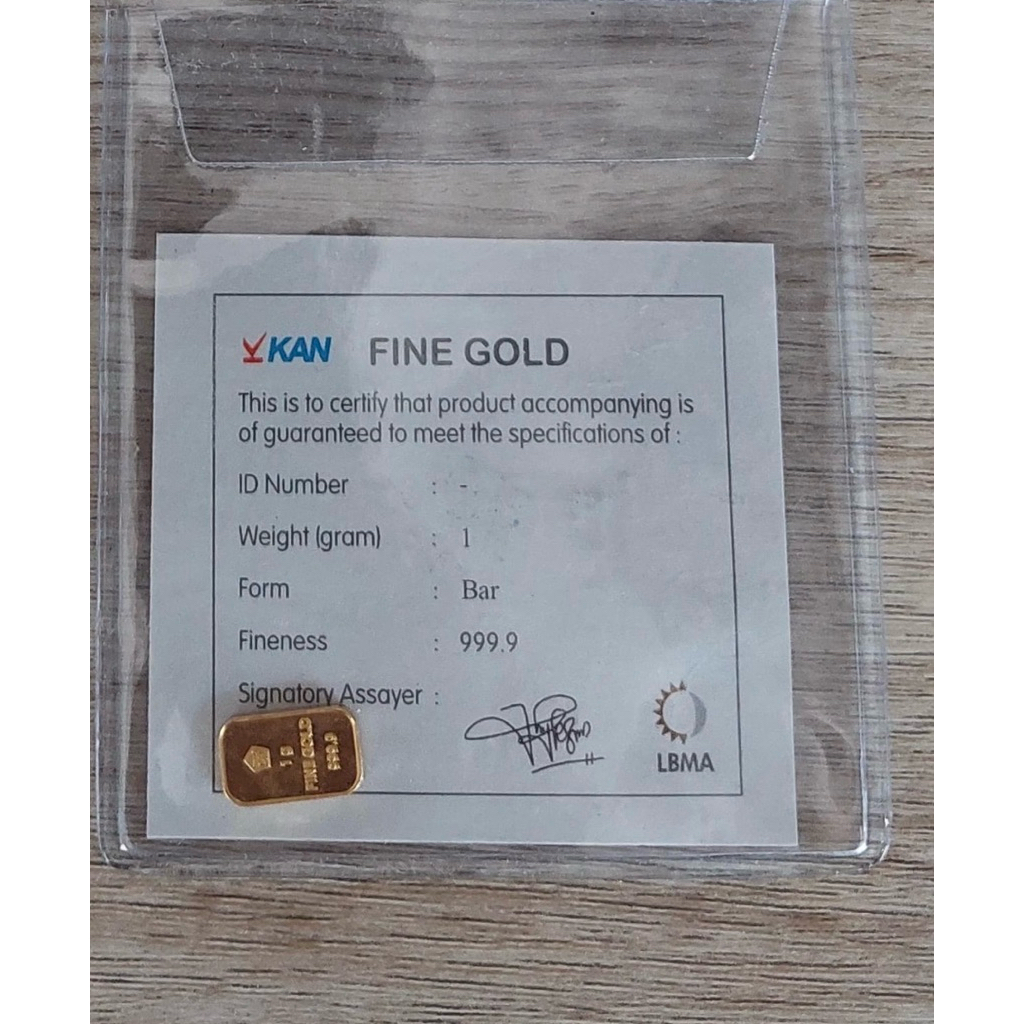 KAN FINE GOLD
This is to certify that product accompanying is
of guaranteed to meet the specifications of :
ID Number : -
Weight (gram) : 1
Form : Bar
Fineness : 999.9
Signatory Assayer :
LBMA
1 g
FINE GOLD
999.9